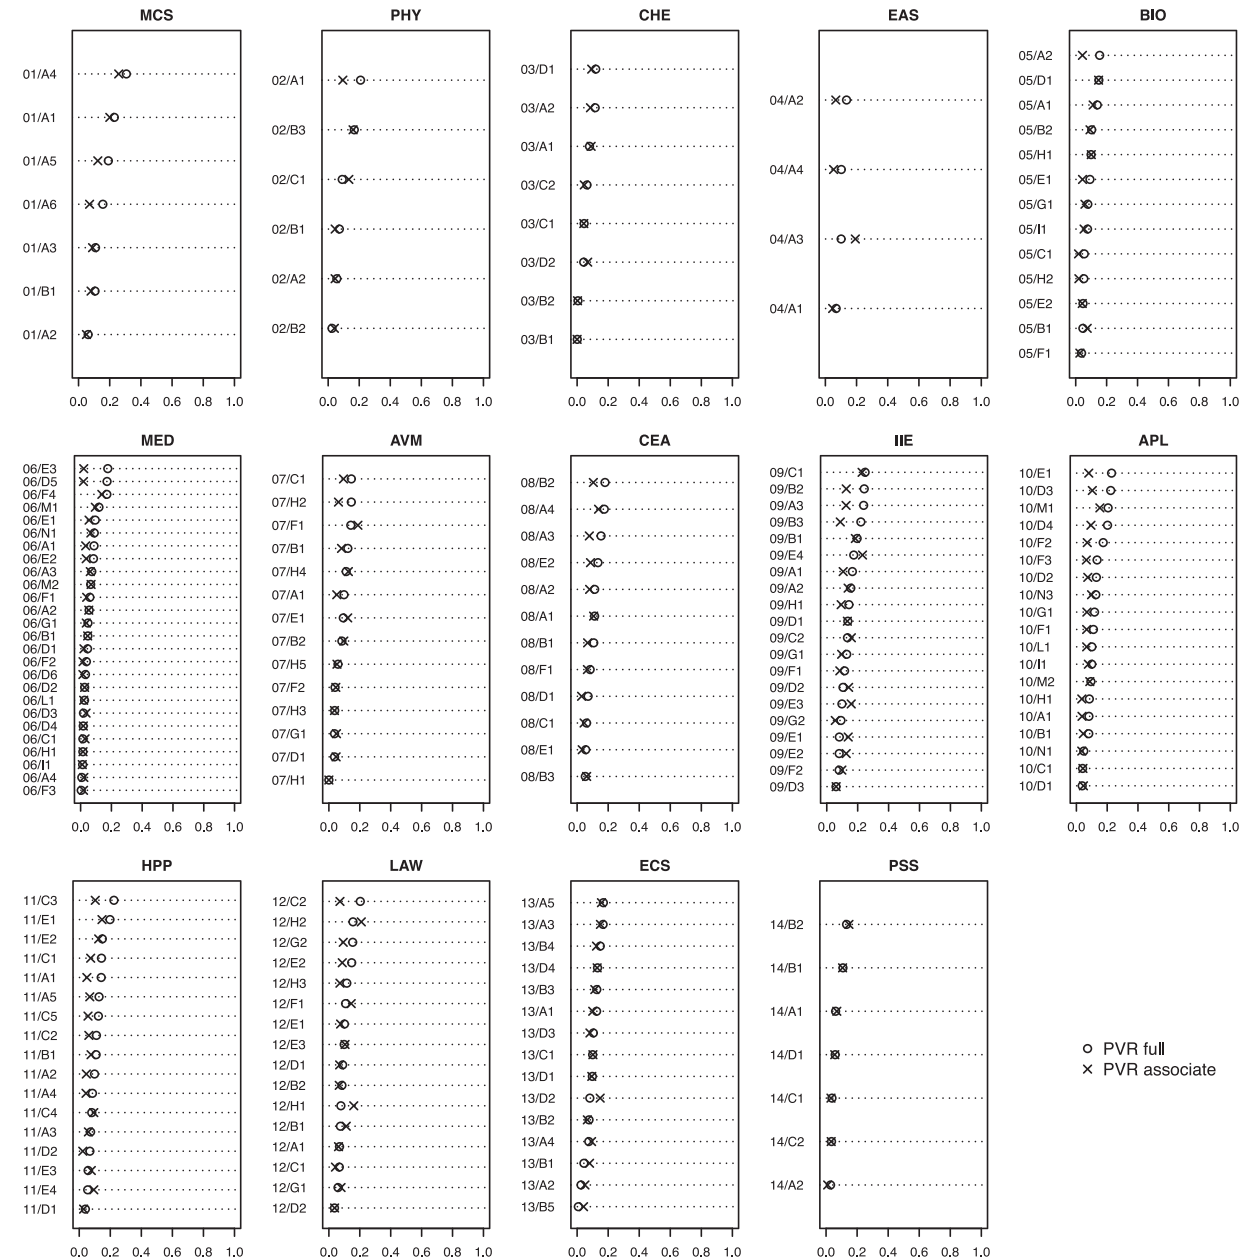 MCS
01/A4
01/A1
01/A5
01/A6
01/A3
01/B1
01/A2
0.0 0.2 0.4 0.6 0.8 1.0
PHY
02/A1
02/B3
02/C1
02/B1
02/A2
02/B2
0.0 0.2 0.4 0.6 0.8 1.0
CHE
03/D1
03/A2
03/A1
03/C2
03/C1
03/D2
03/B2
03/B1
0.0 0.2 0.4 0.6 0.8 1.0
EAS
04/A2
04/A4
04/A3
04/A1
0.0 0.2 0.4 0.6 0.8 1.0
BIO
05/A2
05/D1
05/A1
05/B2
05/H1
05/E1
05/G1
05/I1
05/C1
05/H2
05/E2
05/B1
05/F1
0.0 0.2 0.4 0.6 0.8 1.0
MED
06/E3
06/D5
06/F4
06/M1
06/E1
06/N1
06/A1
06/E2
06/A3
06/M2
06/F1
06/A2
06/G1
06/B1
06/D1
06/F2
06/D6
06/D2
06/L1
06/D3
06/D4
06/C1
06/H1
06/I1
06/A4
06/F3
0.0 0.2 0.4 0.6 0.8 1.0
AVM
07/C1
07/H2
07/F1
07/B1
07/H4
07/A1
07/E1
07/B2
07/H5
07/F2
07/H3
07/G1
07/D1
07/H1
0.0 0.2 0.4 0.6 0.8 1.0
CEA
08/B2
08/A4
08/A3
08/E2
08/A2
08/A1
08/B1
08/F1
08/D1
08/C1
08/E1
08/B3
0.0 0.2 0.4 0.6 0.8 1.0
IIE
09/C1
09/B2
09/A3
09/B3
09/B1
09/E4
09/A1
09/A2
09/H1
09/D1
09/C2
09/G1
09/F1
09/D2
09/E3
09/G2
09/E1
09/E2
09/F2
09/D3
0.0 0.2 0.4 0.6 0.8 1.0
APL
10/E1
10/D3
10/M1
10/D4
10/F2
10/F3
10/D2
10/N3
10/G1
10/F1
10/L1
10/I1
10/M2
10/H1
10/A1
10/B1
10/N1
10/C1
10/D1
0.0 0.2 0.4 0.6 0.8 1.0
HPP
11/C3
11/E1
11/E2
11/C1
11/A1
11/A5
11/C5
11/C2
11/B1
11/A2
11/A4
11/C4
11/A3
11/D2
11/E3
11/E4
11/D1
0.0 0.2 0.4 0.6 0.8 1.0
LAW
12/C2
12/H2
12/G2
12/E2
12/H3
12/F1
12/E1
12/E3
12/D1
12/B2
12/H1
12/B1
12/A1
12/C1
12/G1
12/D2
0.0 0.2 0.4 0.6 0.8 1.0
ECS
13/A5
13/A3
13/B4
13/D4
13/B3
13/A1
13/D3
13/C1
13/D1
13/D2
13/B2
13/A4
13/B1
13/A2
13/B5
0.0 0.2 0.4 0.6 0.8 1.0
PSS
14/B2
14/B1
14/A1
14/D1
14/C1
14/C2
14/A2
0.0 0.2 0.4 0.6 0.8 1.0
PVR full
PVR associate